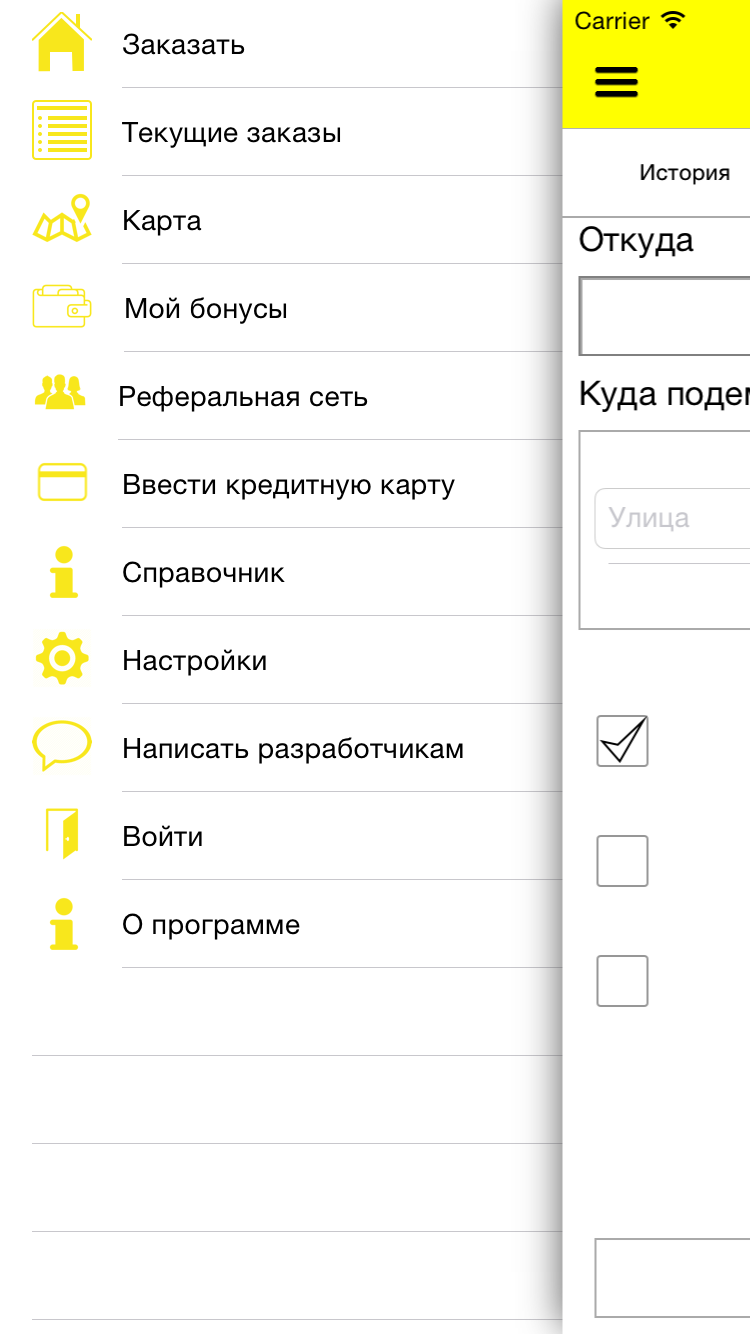 Заказать
Текущие заказы
Карта
Мой бонусы
Реферальная сеть
Ввести кредитную карту
Справочник
Настройки
Написать разработчикам
Войти
О программе
Carrier
История
Откуда
Куда
Улица